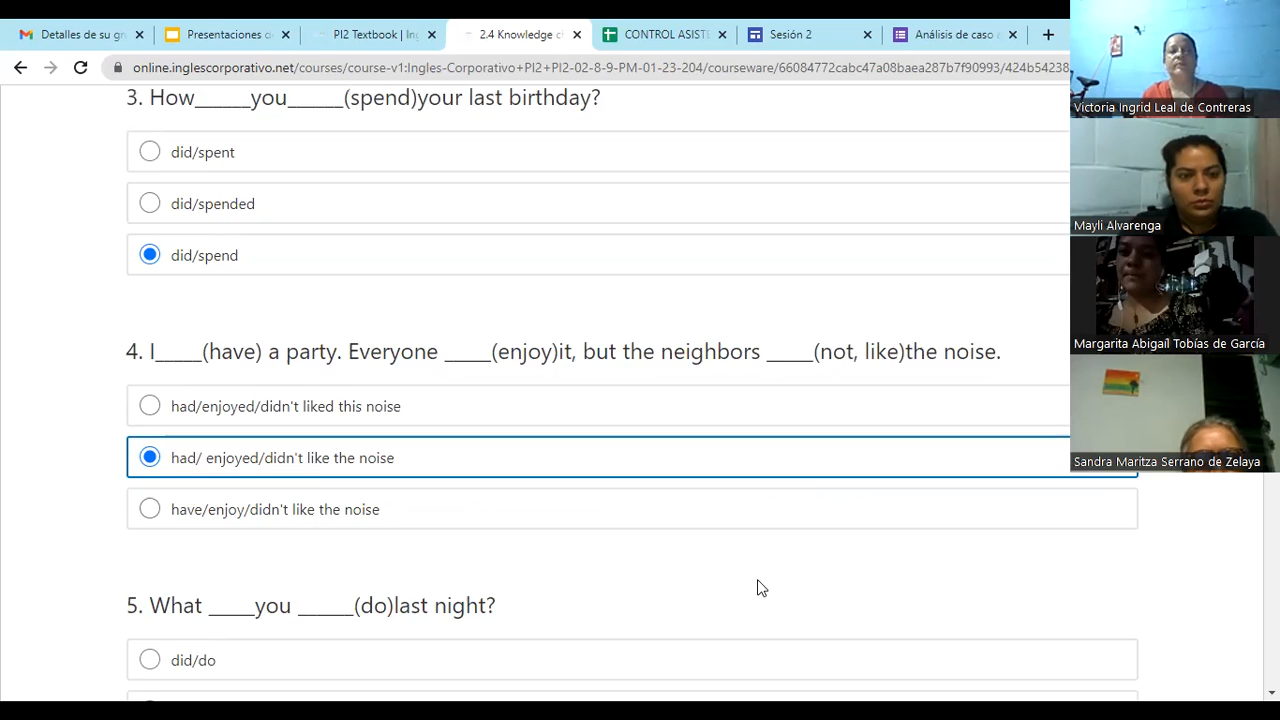 Detalles de su gr
Presentaciones d
PI2 Textbook | Ing
2.4 Knowledge c
CONTROL ASIST
Sesión 2
Análisis de caso
online.inglescorporativo.net/courses/course-v1:Ingles-Corporativo+PI2+PI2-02-8-9-PM-01-23-204/courseware/66084772cabc47a08baea287b7f90993/424b54238
3. How______you______(spend)your last birthday?
did/spent
did/spended
did/spend
4. I_____(have) a party. Everyone _____(enjoy)it, but the neighbors _____(not, like)the noise.
had/enjoyed/didn't liked this noise
had/ enjoyed/didn't like the noise
have/enjoy/didn't like the noise
5. What _____you ______(do)last night?
did/do
Victoria Ingrid Leal de Contreras
Mayli Alvarenga
Margarita Abigaíl Tobías de García
Sandra Maritza Serrano de Zelaya